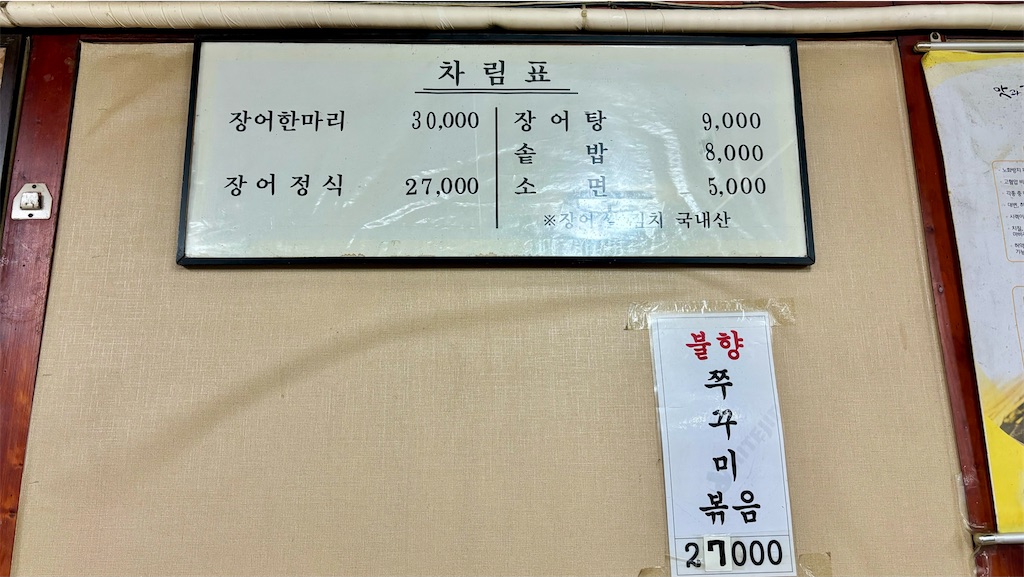 차림표
장어한마리 30,000
장어정식 27,000
장어탕 9,000
솥밥 8,000
소면 5,000
※장어 쌀 김치 국내산
불향
쭈
꾸
미
볶음
27000